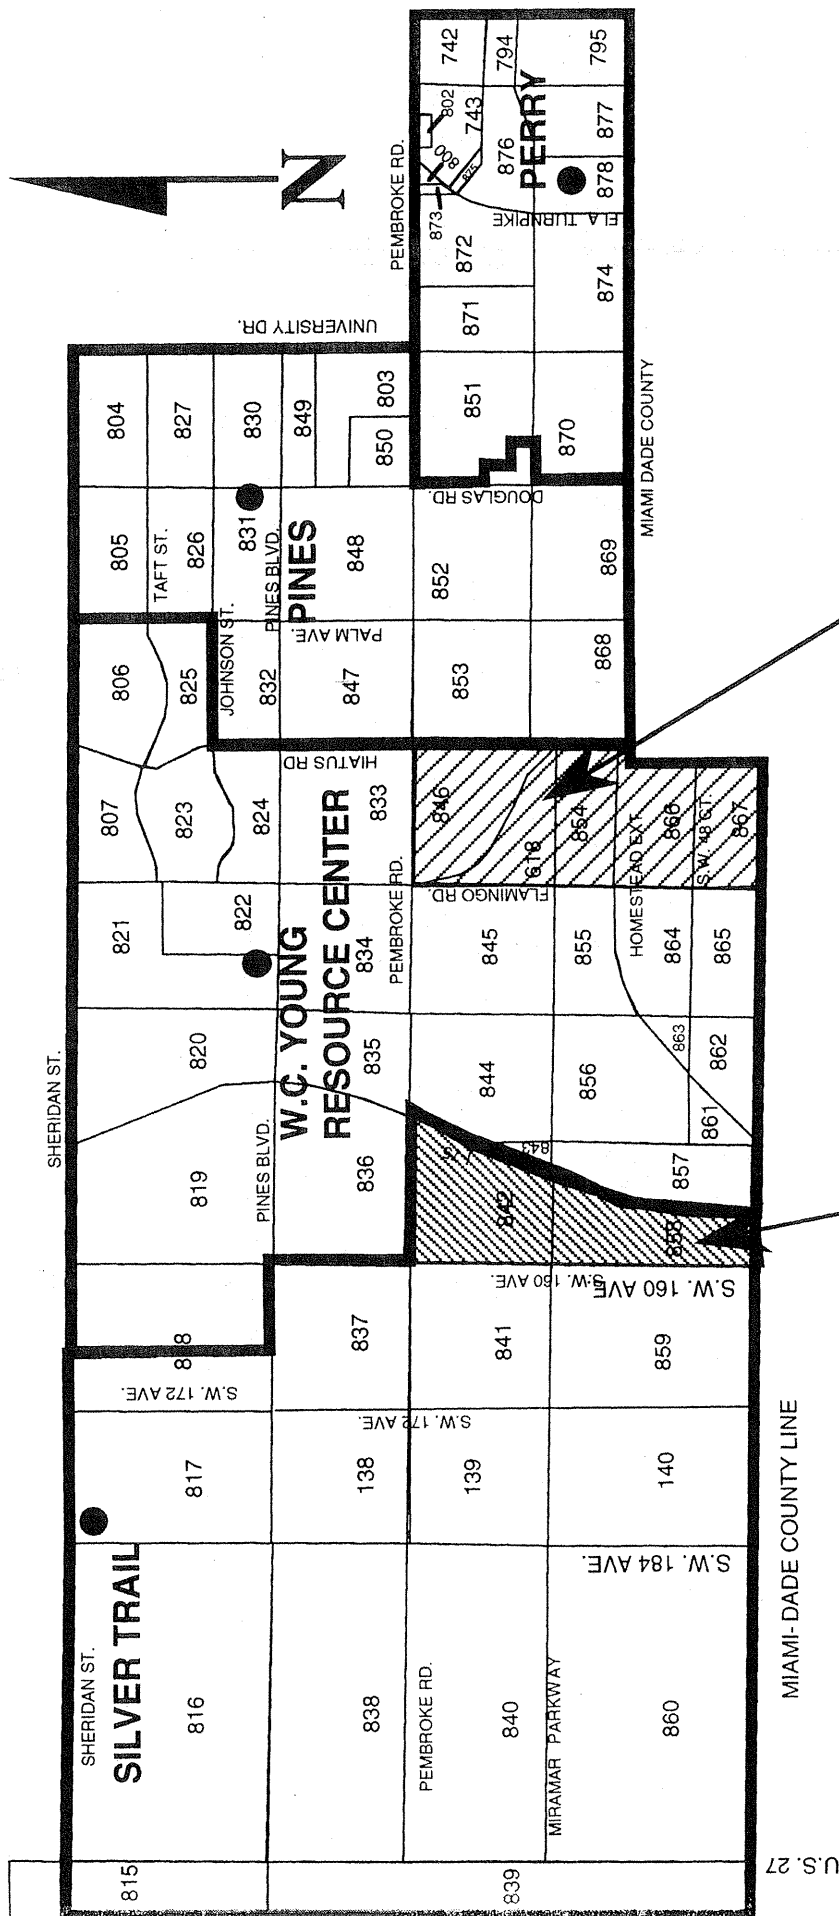 N
SHERIDAN ST.
SHERIDAN ST.
SILVER TRAIL
815
816
817
S.W. 172 AVE.
819
820
821
822
807
823
824
806
825
JOHNSON ST.
805
TAFT ST.
826
831
804
827
830
849
803
850
UNIVERSITY DR.
PINES BLVD.
PINES BLVD.
PINES
W.C. YOUNG
RESOURCE CENTER
HIATUS RD
PALM AVE.
832
847
848
838
138
837
836
835
834
833
S.W. 172 AVE.
PEMBROKE RD.
PEMBROKE RD.
PEMBROKE RD.
839
840
139
841
842
843
844
845
846
618
853
852
851
871
872
873
800
875
802
743
742
794
795
876
PERRY
877
878
874
870
DOUGLAS RD.
FLA. TURNPIKE
FLAMINGO RD.
MIRAMAR PARKWAY
S.W. 160 AVE.
S.W. 160 AVE
S.W. 184 AVE.
860
140
859
858
857
856
855
854
868
869
HOMESTEAD EXT.
861
862
863
864
865
866
S.W. 48 CT.
867
MIAMI DADE COUNTY
MIAMI- DADE COUNTY LINE
U.S. 27